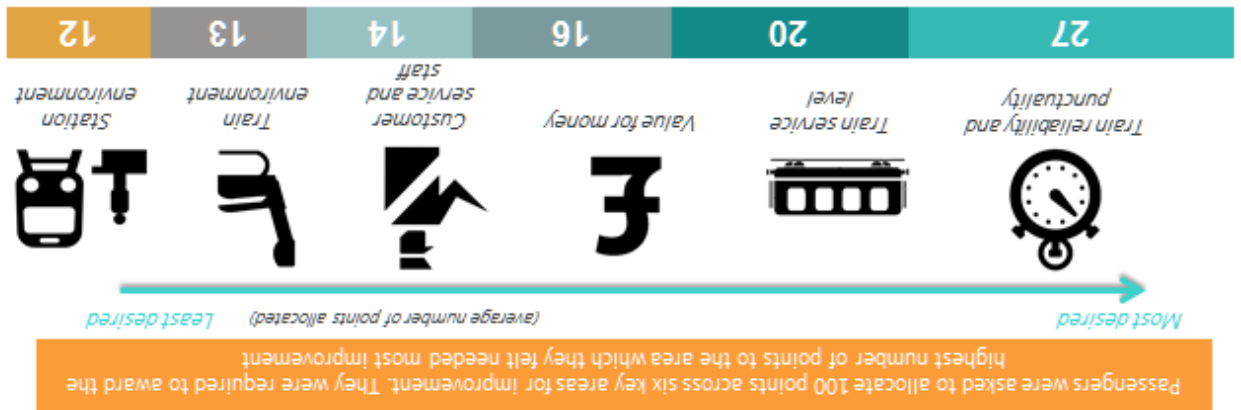 Passengers were asked to allocate 100 points across six key areas for improvement. They were required to award the
highest number of points to the area which they felt needed most improvement
Most desired
(average number of points allocated)
Least desired
£
Train reliability and
punctuality
Train service
level
Value for money
Customer
service and
staff
Train
environment
Station
environment
27
20
16
14
13
12